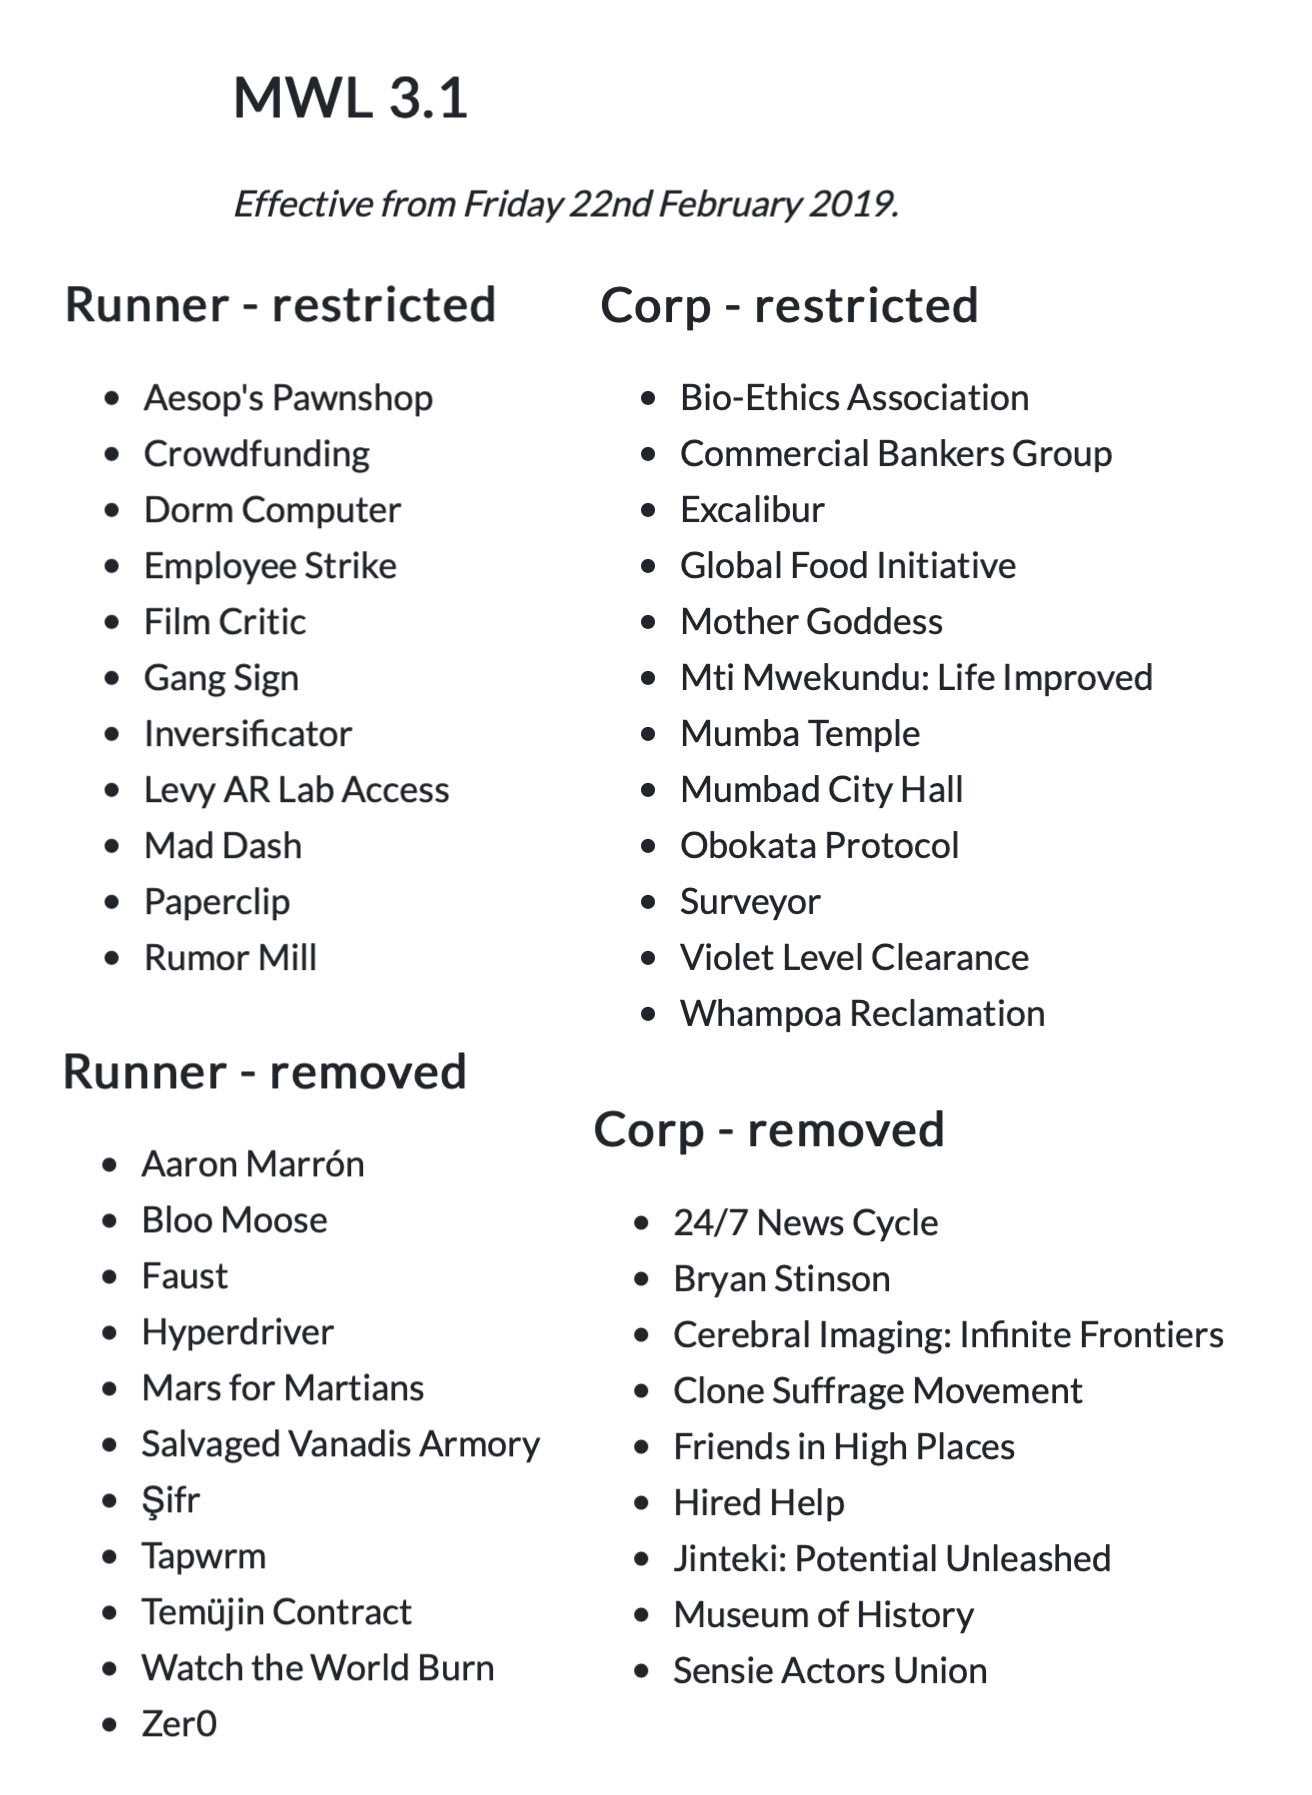 MWL 3.1
Effective from Friday 22nd February 2019.
Runner - restricted
Aesop's Pawnshop
Crowdfunding
Dorm Computer
Employee Strike
Film Critic
Gang Sign
Inversificator
Levy AR Lab Access
Mad Dash
Paperclip
Rumor Mill
Runner - removed
Aaron Marrón
Bloo Moose
Faust
Hyperdriver
Mars for Martians
Salvaged Vanadis Armory
Şifr
Tapwrm
Temüjin Contract
Watch the World Burn
Zer0
Corp - restricted
Bio-Ethics Association
Commercial Bankers Group
Excalibur
Global Food Initiative
Mother Goddess
Mti Mwekundu: Life Improved
Mumba Temple
Mumbad City Hall
Obokata Protocol
Surveyor
Violet Level Clearance
Whampoa Reclamation
Corp - removed
24/7 News Cycle
Bryan Stinson
Cerebral Imaging: Infinite Frontiers
Clone Suffrage Movement
Friends in High Places
Hired Help
Jinteki: Potential Unleashed
Museum of History
Sensie Actors Union